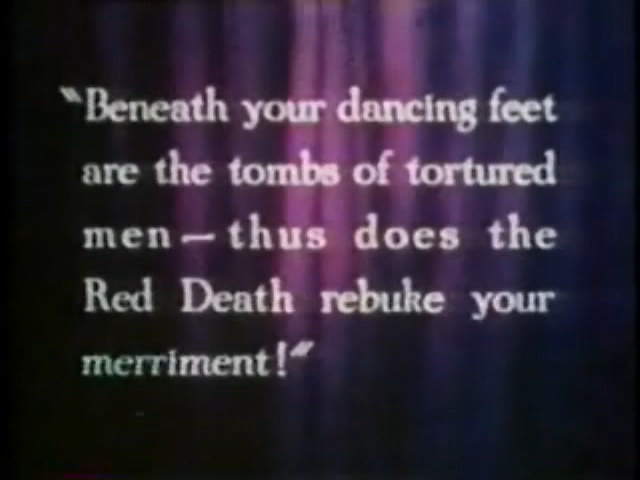 "Beneath your dancing feet
are the tombs of tortured
men — thus does the
Red Death rebuke your
merriment!"